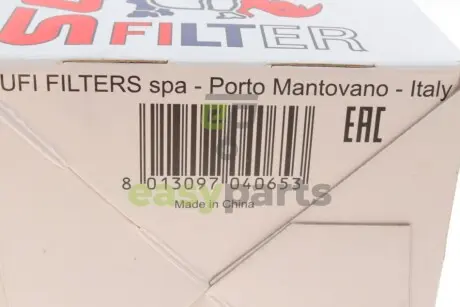 FILTER
UFI FILTERS spa - Porto Mantovano - Italy
EAC
8 013097 040653
easyparts
Made in China